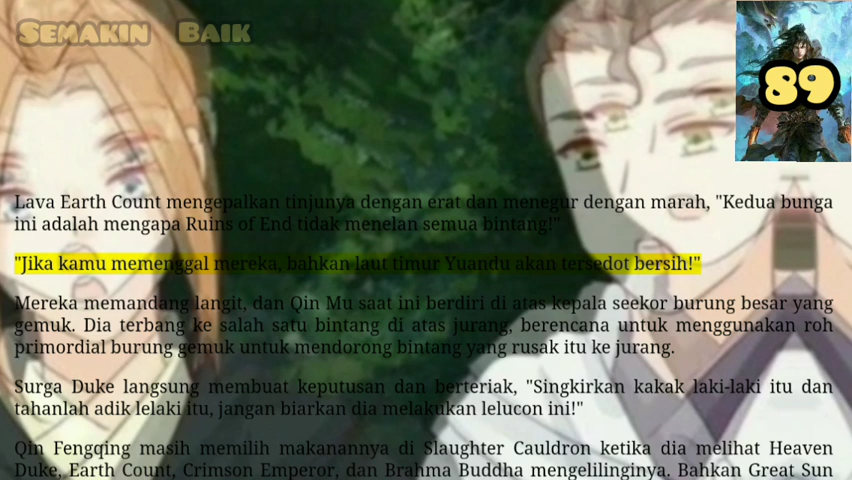 Semakin Baik
89
Lava Earth Count mengepalkan tinjunya dengan erat dan menegur dengan marah, "Kedua bunga
ini adalah mengapa Ruins of End tidak menelan semua bintang!"
"Jika kamu memenggal mereka, bahkan laut timur Yuandu akan tersedot bersih!"
Mereka memandang langit, dan Qin Mu saat ini berdiri di atas kepala seekor burung besar yang
gemuk. Dia terbang ke salah satu bintang di atas jurang, berencana untuk menggunakan roh
primordial burung gemuk untuk mendorong bintang yang rusak itu ke jurang.
Surga Duke langsung membuat keputusan dan berteriak, "Singkirkan kakak laki-laki itu dan
tahanlah adik lelaki itu, jangan biarkan dia melakukan lelucon ini!"
Qin Fengqing masih memilih makanannya di Slaughter Cauldron ketika dia melihat Heaven
Duke, Earth Count, Crimson Emperor, dan Brahma Buddha mengelilinginya. Bahkan Great Sun